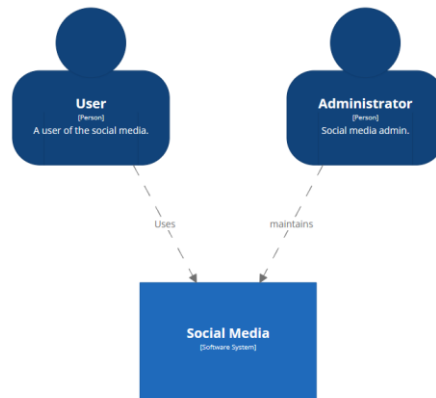 User
[Person]
A user of the social media.
Administrator
[Person]
Social media admin.
Uses
maintains
Social Media
[Software System]